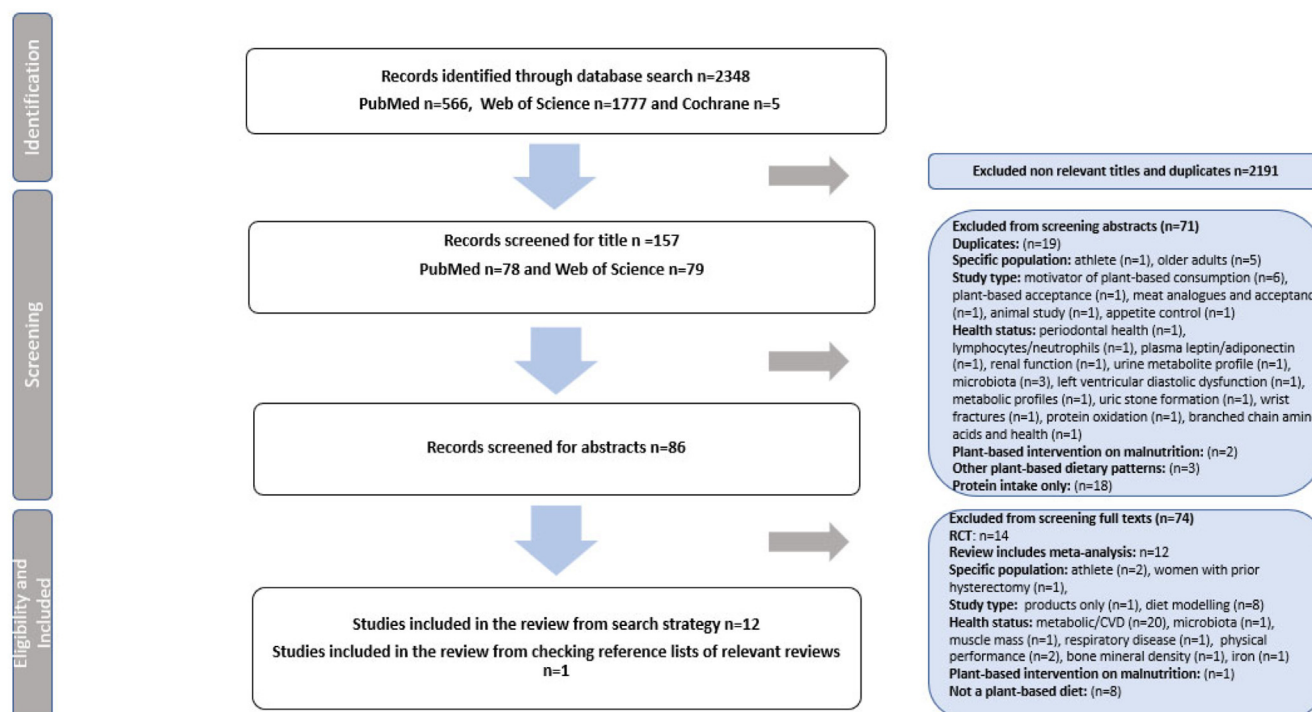 Identification
Records identified through database search n=2348
PubMed n=566, Web of Science n=1777 and Cochrane n=5
Excluded non relevant titles and duplicates n=2191
Screening
Records screened for title n =157
PubMed n=78 and Web of Science n=79
Excluded from screening abstracts (n=71)
Duplicates: (n=19)
Specific population: athlete (n=1), older adults (n=5)
Study type: motivator of plant-based consumption (n=6),
plant-based acceptance (n=1), meat analogues and acceptance
(n=1), animal study (n=1), appetite control (n=1)
Health status: periodontal health (n=1),
lymphocytes/neutrophils (n=1), plasma leptin/adiponectin
(n=1), renal function (n=1), urine metabolite profile (n=1),
microbiota (n=3), left ventricular diastolic dysfunction (n=1),
metabolic profiles (n=1), uric stone formation (n=1), wrist
fractures (n=1), protein oxidation (n=1), branched chain amin
acids and health (n=1)
Plant-based intervention on malnutrition: (n=2)
Other plant-based dietary patterns: (n=3)
Protein intake only: (n=18)
Records screened for abstracts n=86
Eligibility and
Included
Excluded from screening full texts (n=74)
RCT: n=14
Review includes meta-analysis: n=12
Specific population: athlete (n=2), women with prior
hysterectomy (n=1),
Study type: products only (n=1), diet modelling (n=8)
Health status: metabolic/CVD (n=20), microbiota (n=1),
muscle mass (n=1), respiratory disease (n=1), physical
performance (n=2), bone mineral density (n=1), iron (n=1)
Plant-based intervention on malnutrition: (n=1)
Not a plant-based diet: (n=8)
Studies included in the review from search strategy n=12
Studies included in the review from checking reference lists of relevant reviews
n=1